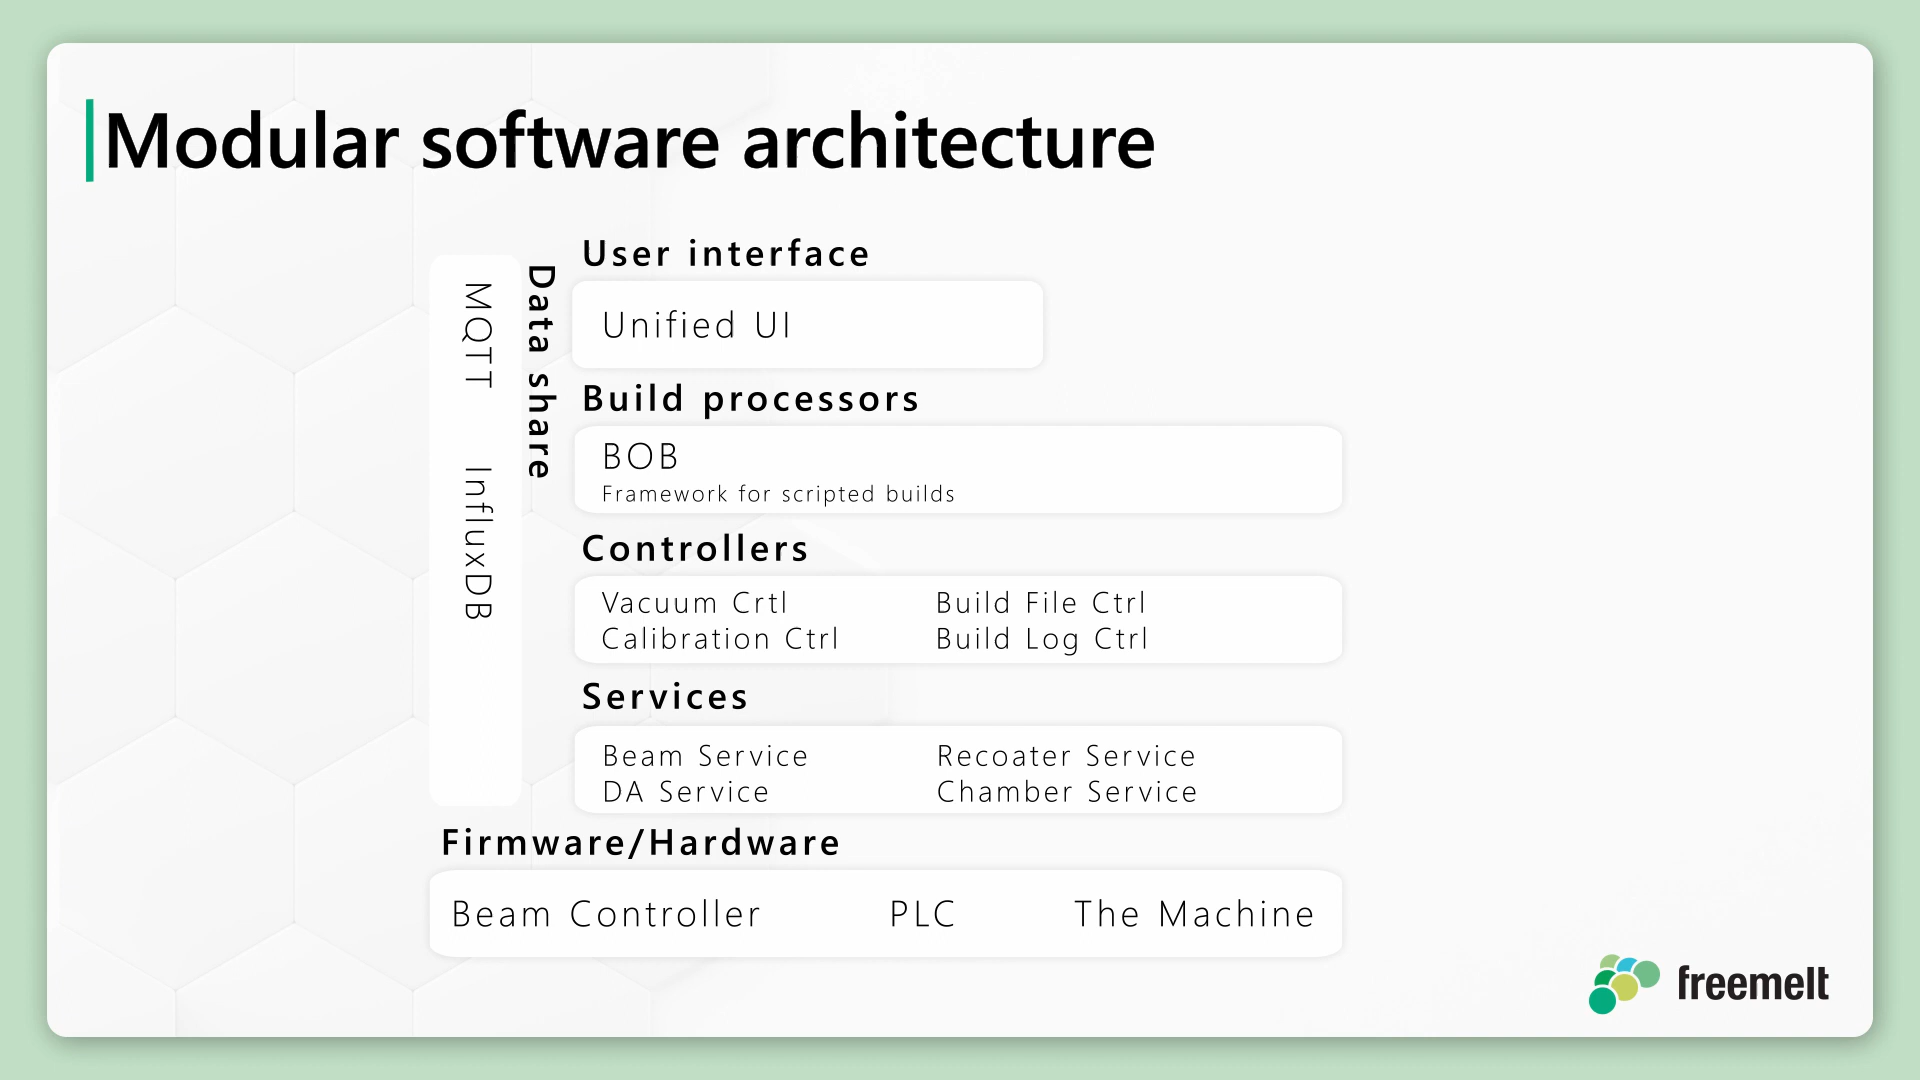 Modular software architecture
MQTT
InfluxDB
Data share
User interface
Unified UI
Build processors
BOB
Framework for scripted builds
Controllers
Vacuum Crtl
Build File Ctrl
Calibration Ctrl
Build Log Ctrl
Services
Beam Service
Recoater Service
DA Service
Chamber Service
Firmware/Hardware
Beam Controller
PLC
The Machine
freemelt